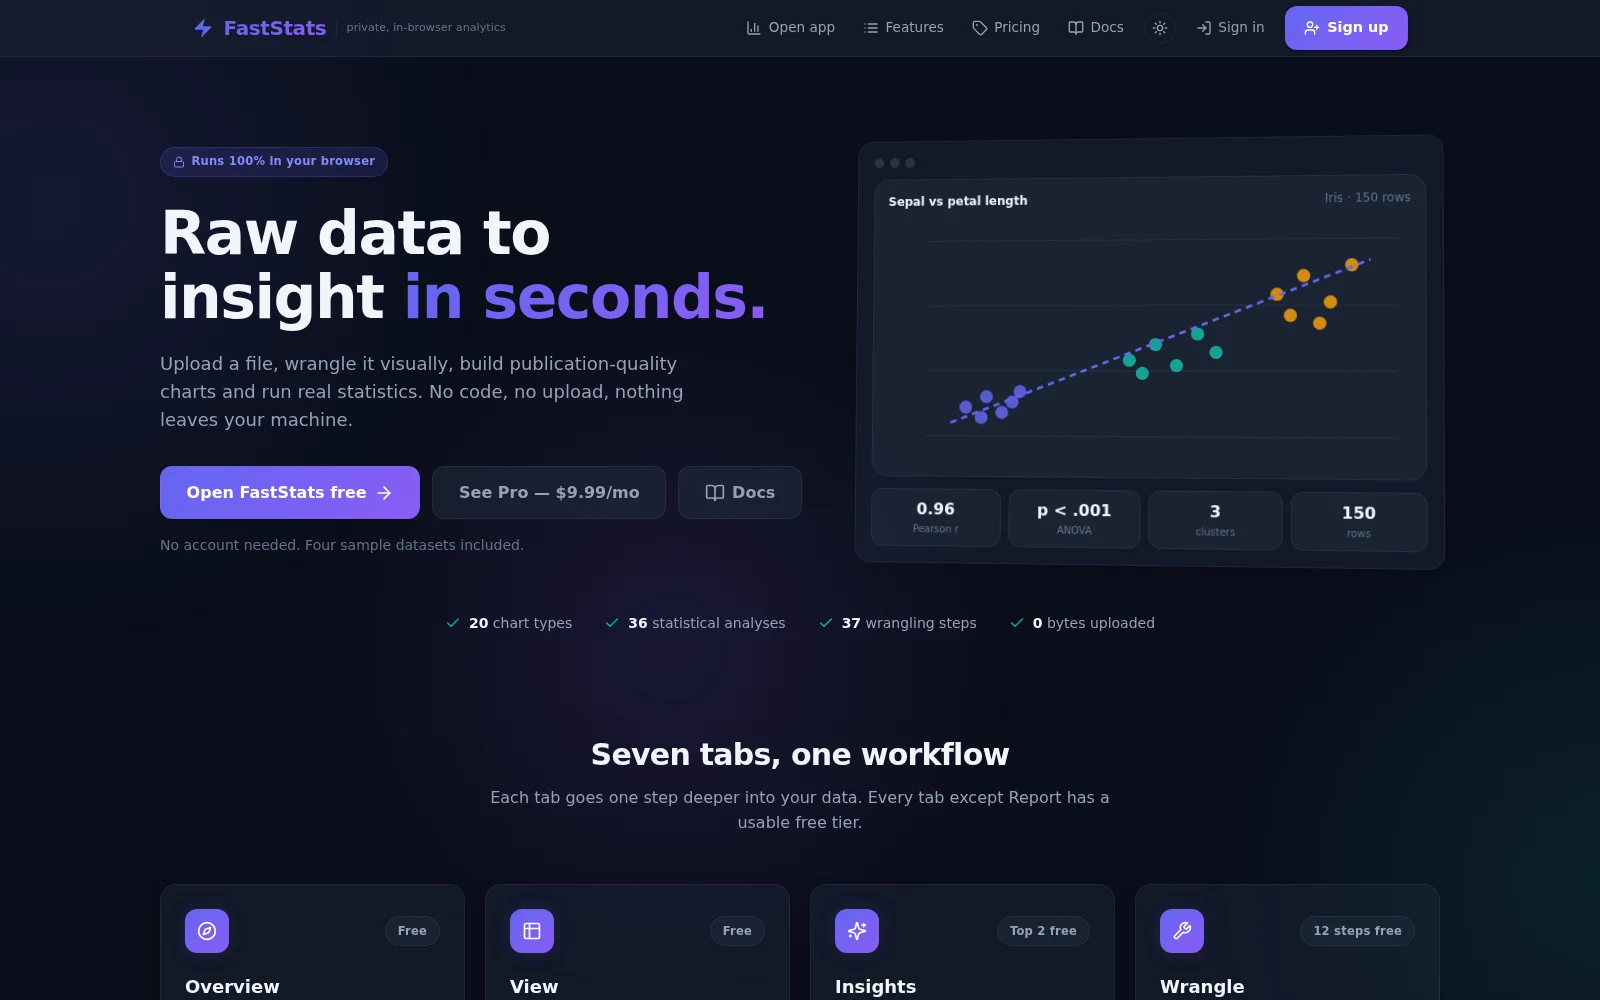 FastStats
private, in-browser analytics
Open app
Features
Pricing
Docs
Sign in
Sign up
Runs 100% in your browser
Raw data to
insight in seconds.
Upload a file, wrangle it visually, build publication-quality
charts and run real statistics. No code, no upload, nothing
leaves your machine.
Open FastStats free
See Pro — $9.99/mo
Docs
No account needed. Four sample datasets included.
Sepal vs petal length
Iris · 150 rows
0.96
Pearson r
p < .001
ANOVA
3
clusters
150
rows
20 chart types
36 statistical analyses
37 wrangling steps
0 bytes uploaded
Seven tabs, one workflow
Each tab goes one step deeper into your data. Every tab except Report has a
usable free tier.
Free
Overview
Free
View
Top 2 free
Insights
12 steps free
Wrangle